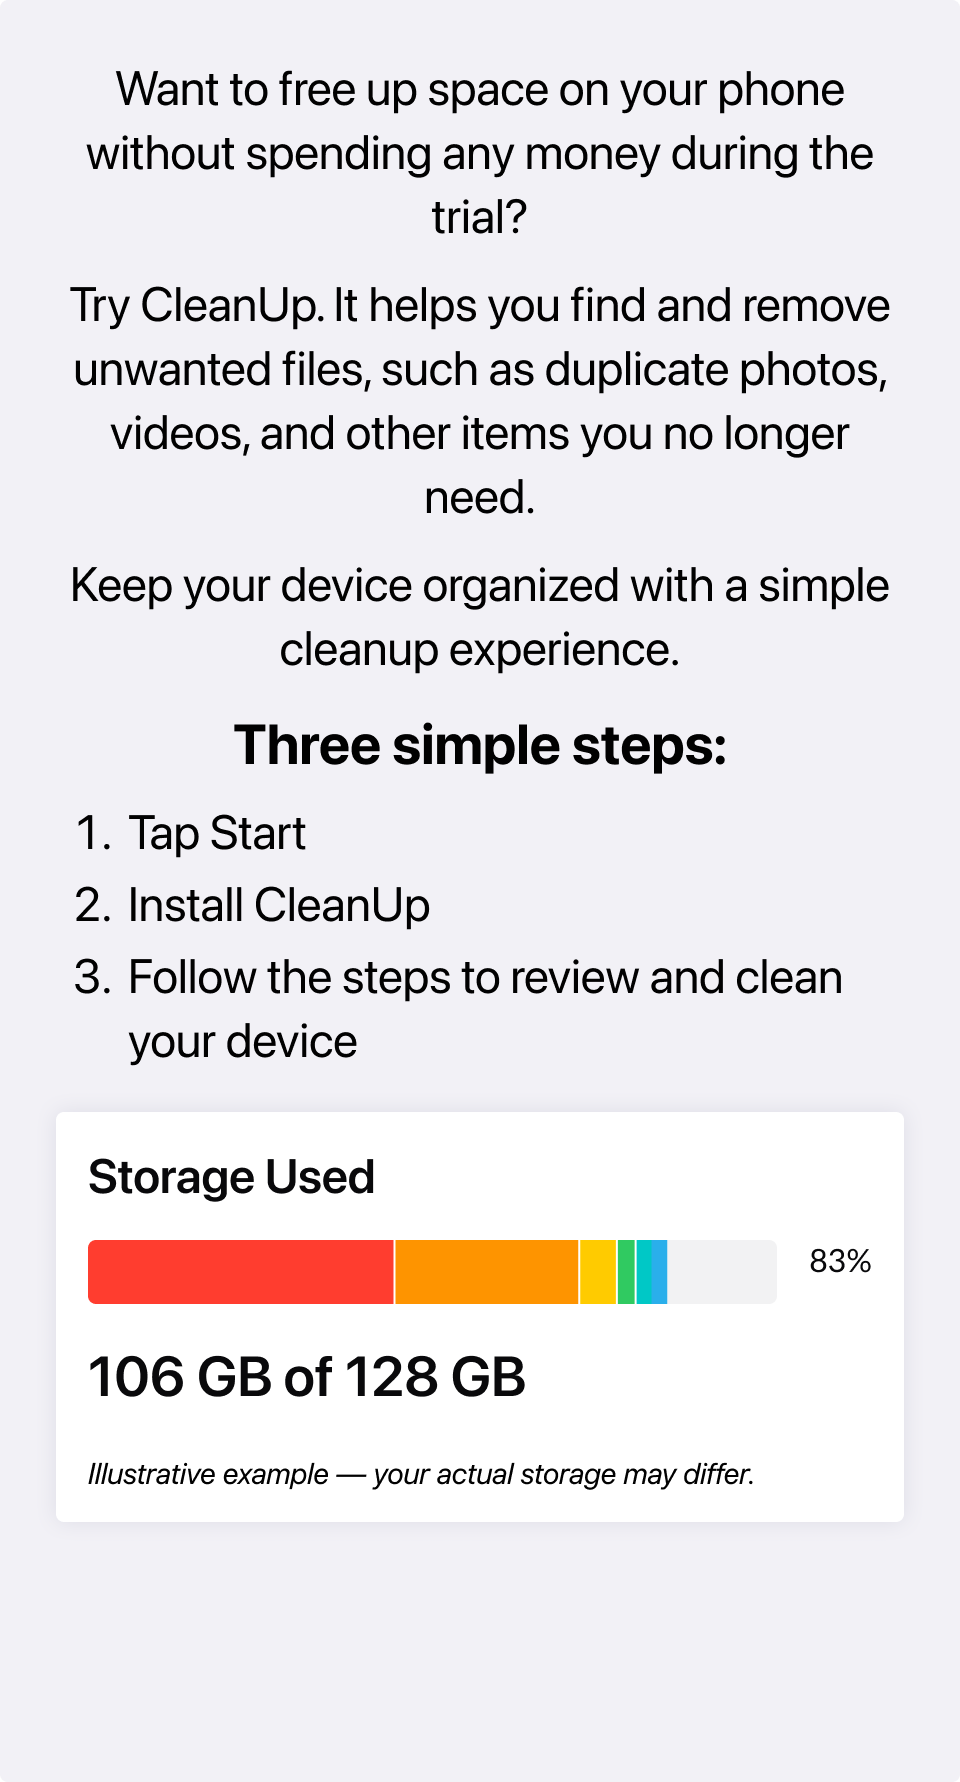 Want to free up space on your phone
without spending any money during the
trial?
Try CleanUp. It helps you find and remove
unwanted files, such as duplicate photos,
videos, and other items you no longer
need.
Keep your device organized with a simple
cleanup experience.
Three simple steps:
1. Tap Start
2. Install CleanUp
3. Follow the steps to review and clean
your device
Storage Used
83%
106 GB of 128 GB
Illustrative example — your actual storage may differ.